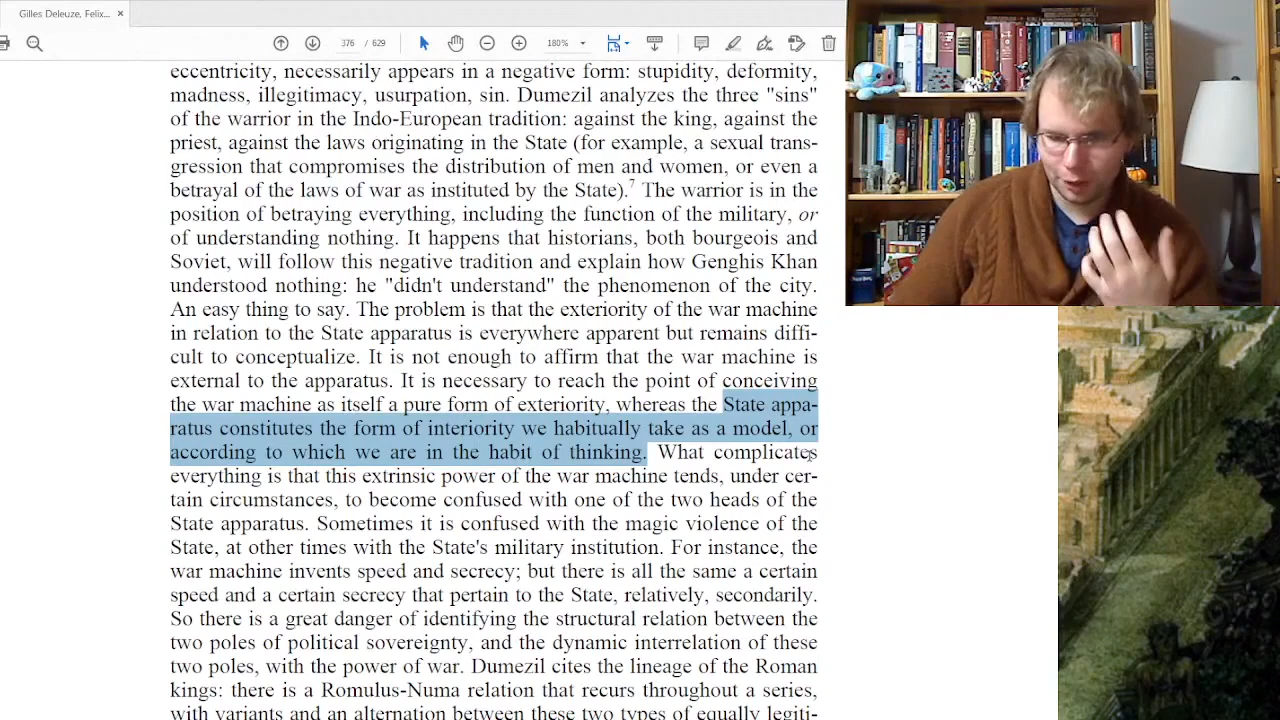 Gilles Deleuze, Felix...
376 / 629
180%
eccentricity, necessarily appears in a negative form: stupidity, deformity,
madness, illegitimacy, usurpation, sin. Dumezil analyzes the three "sins"
of the warrior in the Indo-European tradition: against the king, against the
priest, against the laws originating in the State (for example, a sexual trans-
gression that compromises the distribution of men and women, or even a
betrayal of the laws of war as instituted by the State).7 The warrior is in the
position of betraying everything, including the function of the military, or
of understanding nothing. It happens that historians, both bourgeois and
Soviet, will follow this negative tradition and explain how Genghis Khan
understood nothing: he "didn't understand" the phenomenon of the city.
An easy thing to say. The problem is that the exteriority of the war machine
in relation to the State apparatus is everywhere apparent but remains diffi-
cult to conceptualize. It is not enough to affirm that the war machine is
external to the apparatus. It is necessary to reach the point of conceiving
the war machine as itself a pure form of exteriority, whereas the State appa-
ratus constitutes the form of interiority we habitually take as a model, or
according to which we are in the habit of thinking. What complicates
everything is that this extrinsic power of the war machine tends, under cer-
tain circumstances, to become confused with one of the two heads of the
State apparatus. Sometimes it is confused with the magic violence of the
State, at other times with the State's military institution. For instance, the
war machine invents speed and secrecy; but there is all the same a certain
speed and a certain secrecy that pertain to the State, relatively, secondarily.
So there is a great danger of identifying the structural relation between the
two poles of political sovereignty, and the dynamic interrelation of these
two poles, with the power of war. Dumezil cites the lineage of the Roman
kings: there is a Romulus-Numa relation that recurs throughout a series,
with variants and an alternation between these two types of equally legiti-